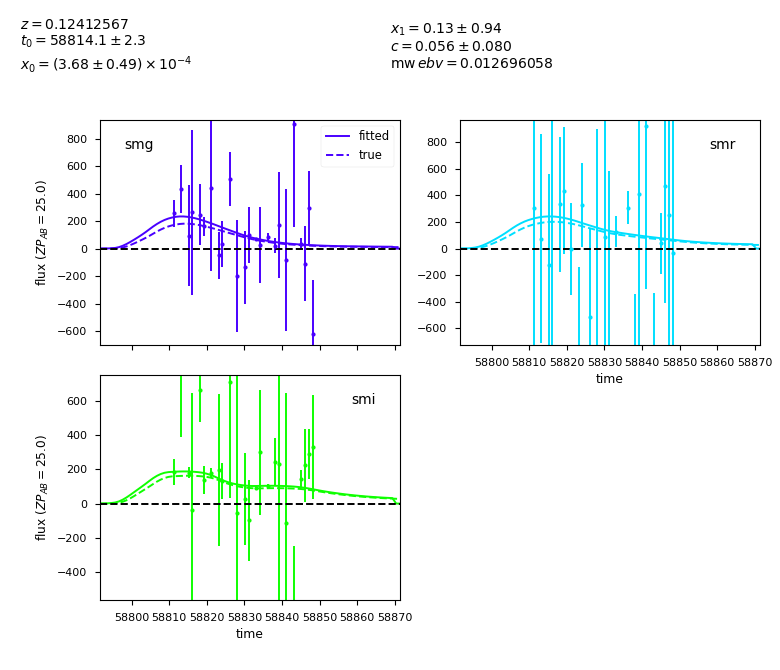 z = 0.12412567
t₀ = 58814.1 ± 2.3
x₀ = (3.68 ± 0.49) × 10⁻⁴
x₁ = 0.13 ± 0.94
c = 0.056 ± 0.080
mw ebv = 0.012696058
smg
fitted
true
800
600
400
200
0
−200
−400
−600
flux (ZP_AB = 25.0)
smr
800
600
400
200
0
−200
−400
−600
58800 58810 58820 58830 58840 58850 58860 58870
time
smi
600
400
200
0
−200
−400
flux (ZP_AB = 25.0)
58800 58810 58820 58830 58840 58850 58860 58870
time